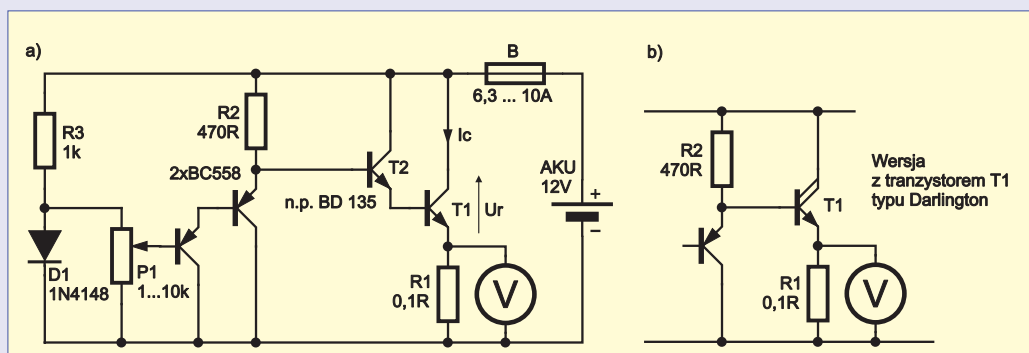 a)
B
6,3 ... 10A
R3
1k
R2
470R
2xBC558
Ic
T2
n.p. BD 135
T1
Ur
AKU
12V
+
−
D1
1N4148
P1
1...10k
R1
0,1R
V
b)
R2
470R
T1
Wersja
z tranzystorem T1
typu Darlington
R1
0,1R
V